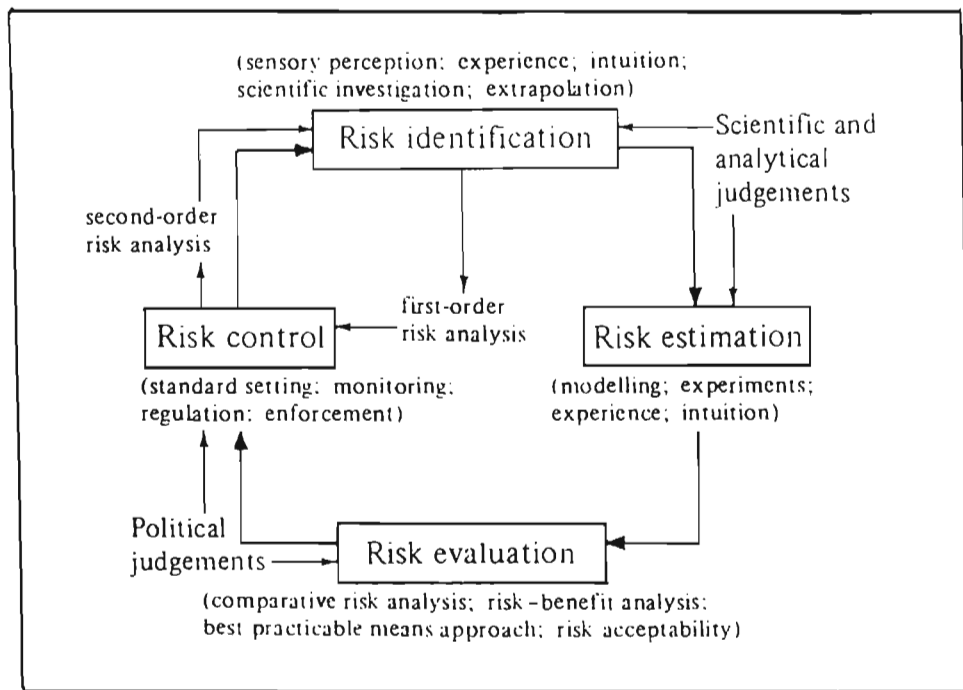 (sensory perception; experience; intuition;
scientific investigation; extrapolation)
Risk identification
Scientific and
analytical
judgements
second-order
risk analysis
first-order
risk analysis
Risk control
Risk estimation
(standard setting; monitoring;
regulation; enforcement)
(modelling; experiments;
experience; intuition)
Political
judgements
Risk evaluation
(comparative risk analysis; risk-benefit analysis;
best practicable means approach; risk acceptability)